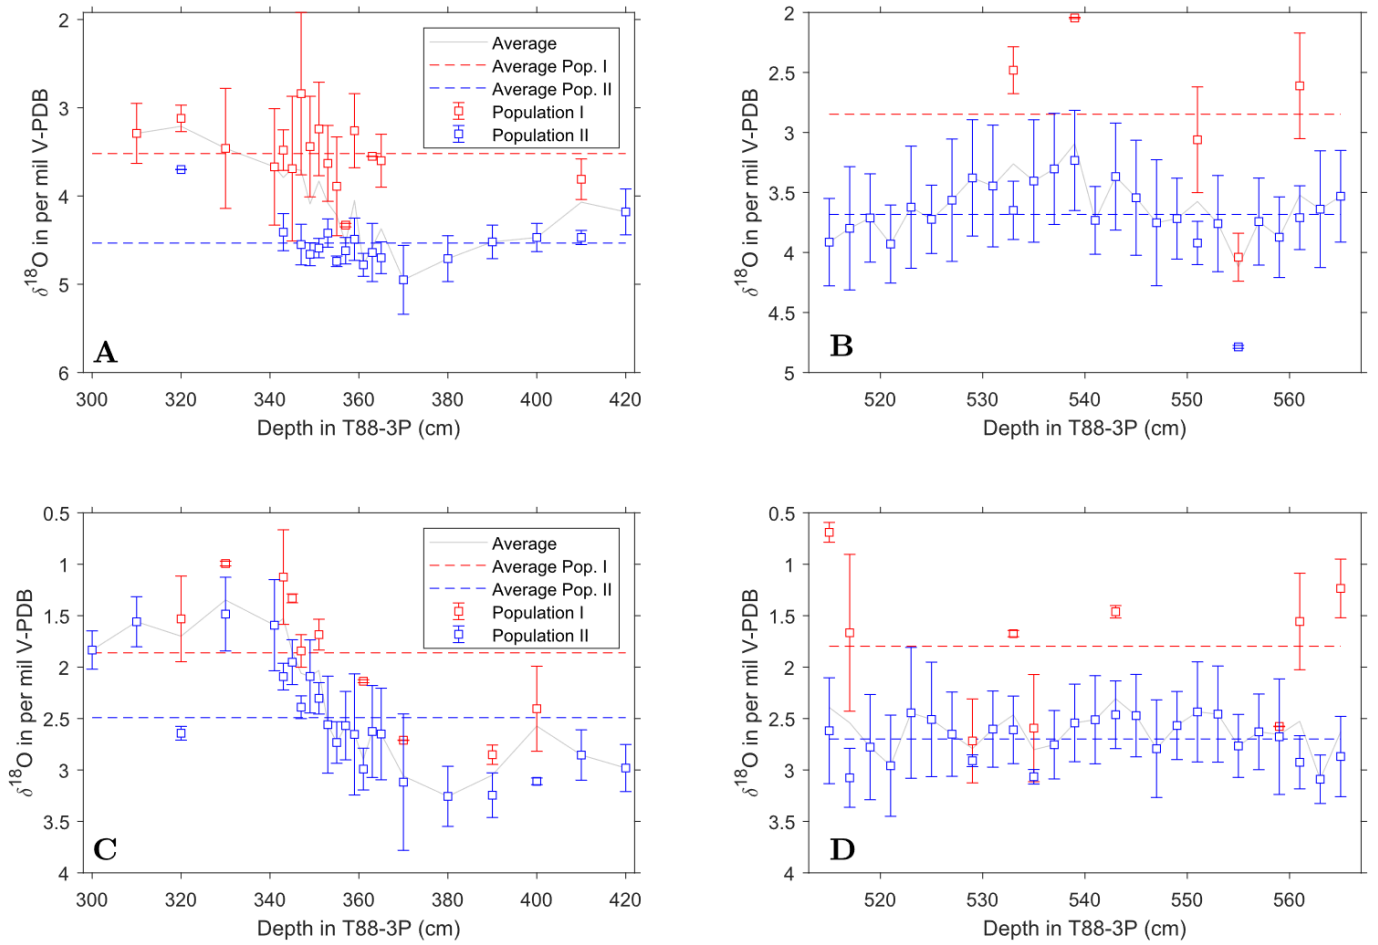 2
3
4
5
6
300
320
340
360
380
400
420
δ18O in per mil V-PDB
Depth in T88-3P (cm)
Average
Average Pop. I
Average Pop. II
Population I
Population II
A
2
2.5
3
3.5
4
4.5
5
520
530
540
550
560
δ18O in per mil V-PDB
Depth in T88-3P (cm)
B
0.5
1
1.5
2
2.5
3
3.5
4
300
320
340
360
380
400
420
δ18O in per mil V-PDB
Depth in T88-3P (cm)
Average
Average Pop. I
Average Pop. II
Population I
Population II
C
0.5
1
1.5
2
2.5
3
3.5
4
520
530
540
550
560
δ18O in per mil V-PDB
Depth in T88-3P (cm)
D